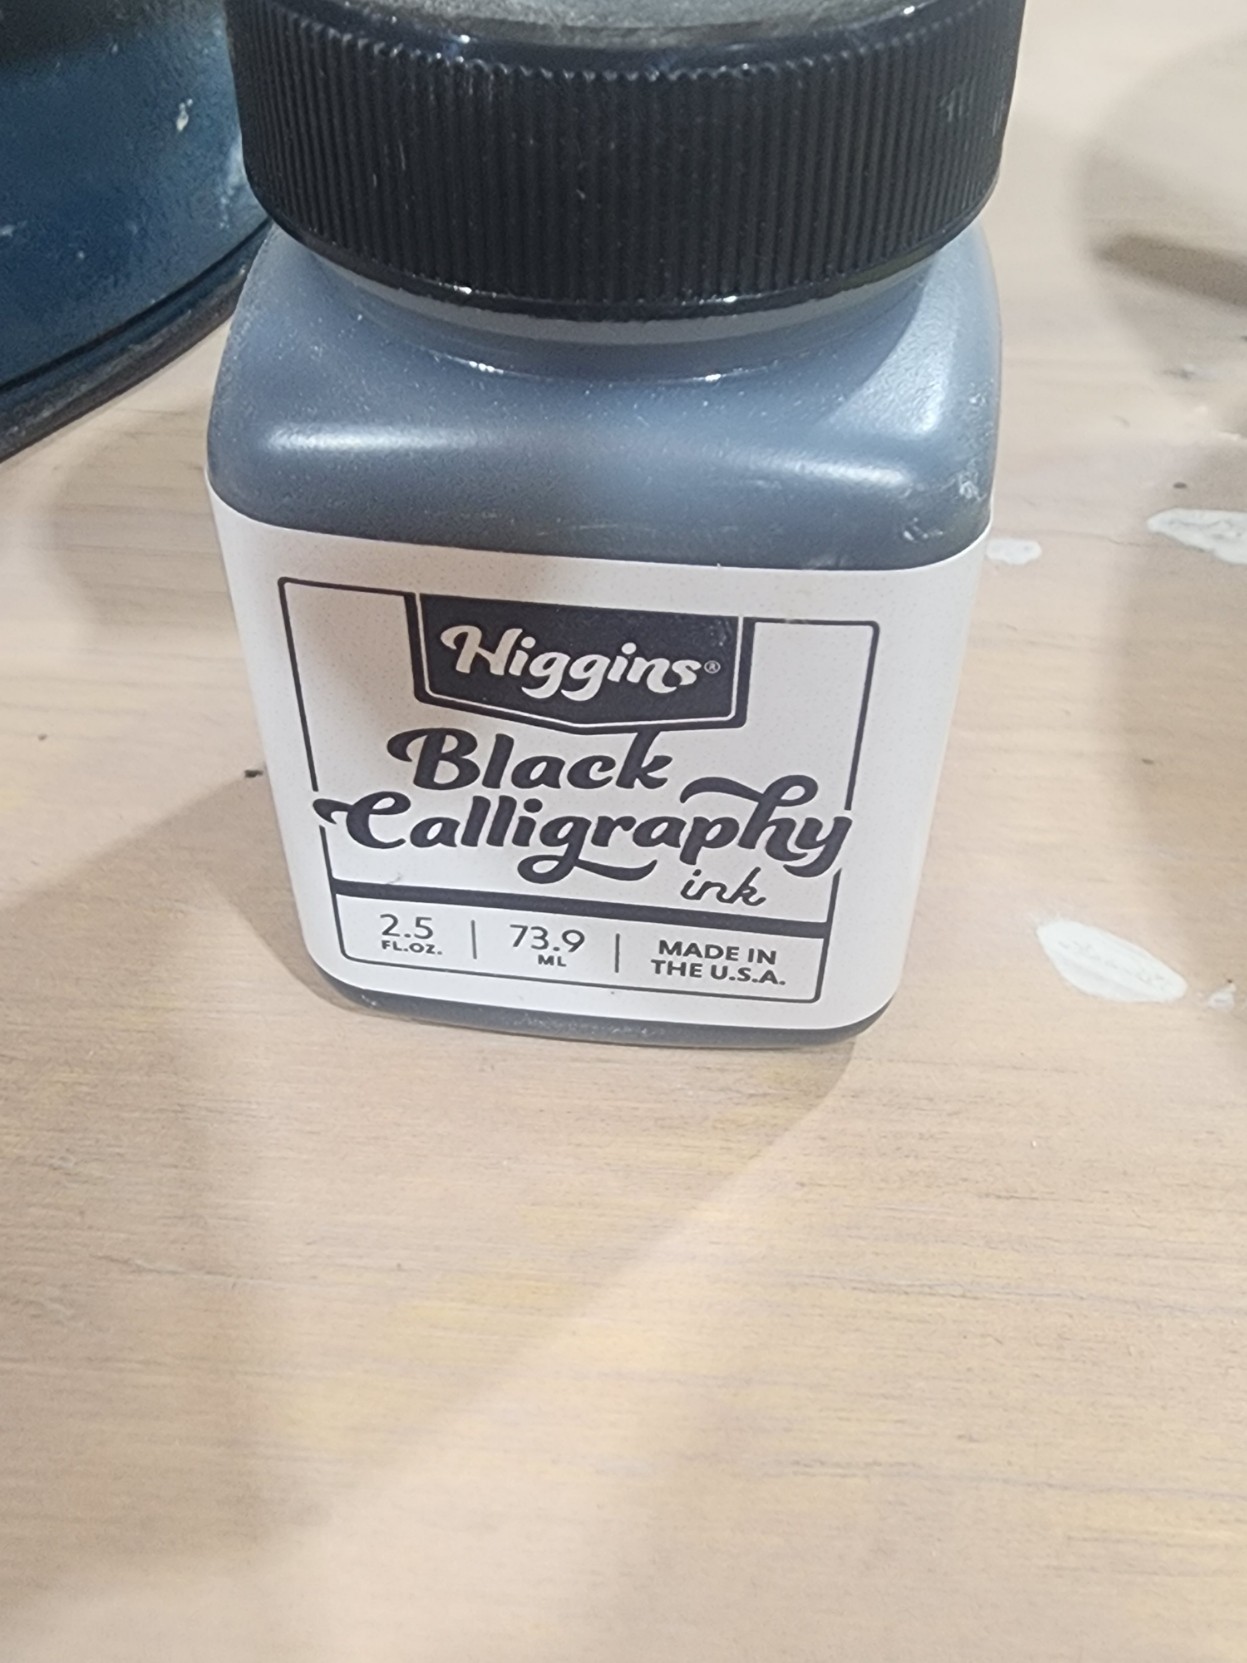 Higgins®
Black
Calligraphy
ink
2.5 FL.OZ. | 73.9 ML | MADE IN THE U.S.A.